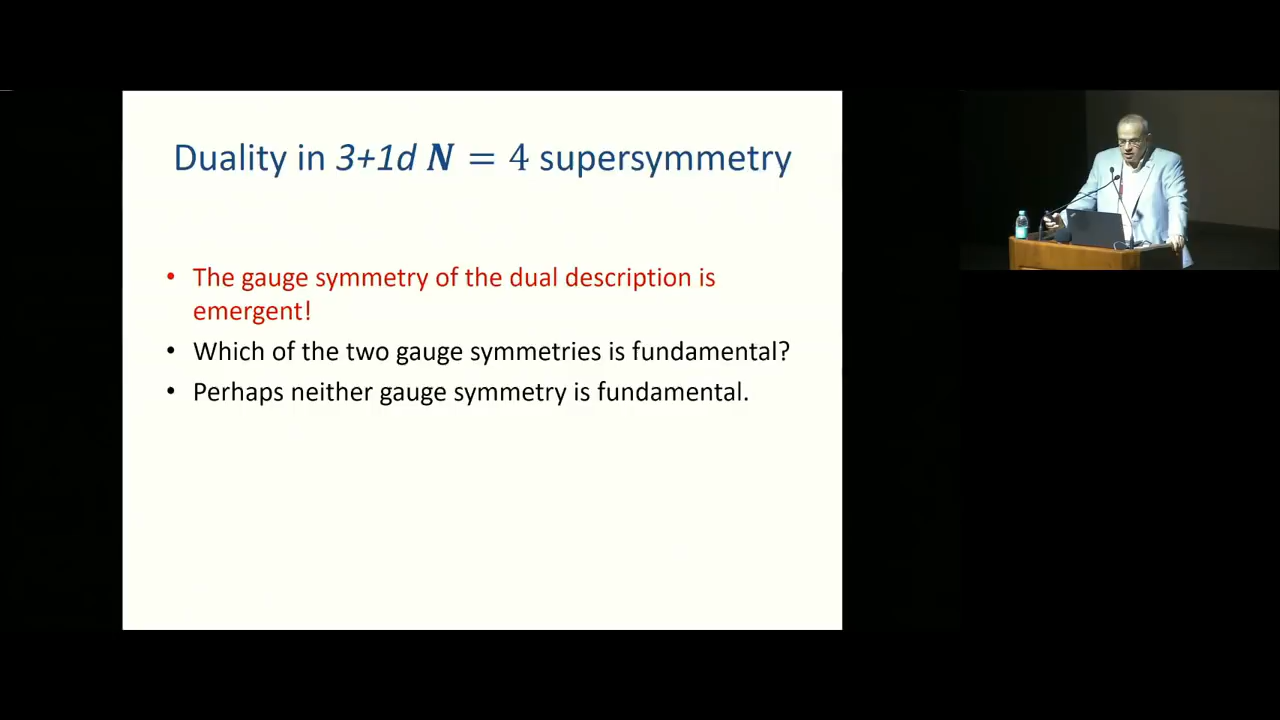 Duality in 3+1d N = 4 supersymmetry
• The gauge symmetry of the dual description is
emergent!
• Which of the two gauge symmetries is fundamental?
• Perhaps neither gauge symmetry is fundamental.